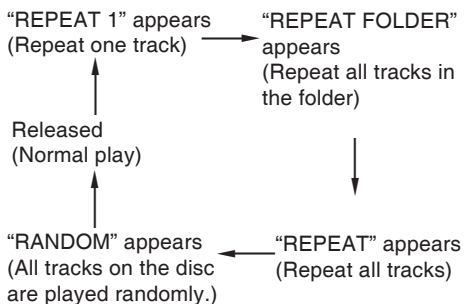 “REPEAT 1” appears
(Repeat one track)
“REPEAT FOLDER”
appears
(Repeat all tracks in
the folder)
Released
(Normal play)
“RANDOM” appears
(All tracks on the disc
are played randomly.)
“REPEAT” appears
(Repeat all tracks)